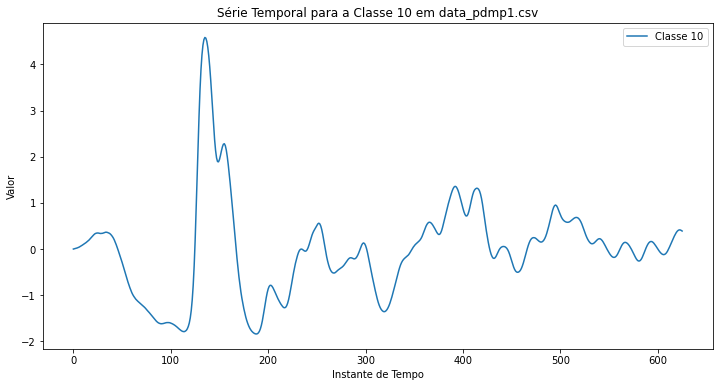 Série Temporal para a Classe 10 em data_pdmp1.csv
Classe 10
Valor
4
3
2
1
0
−1
−2
0 100 200 300 400 500 600
Instante de Tempo